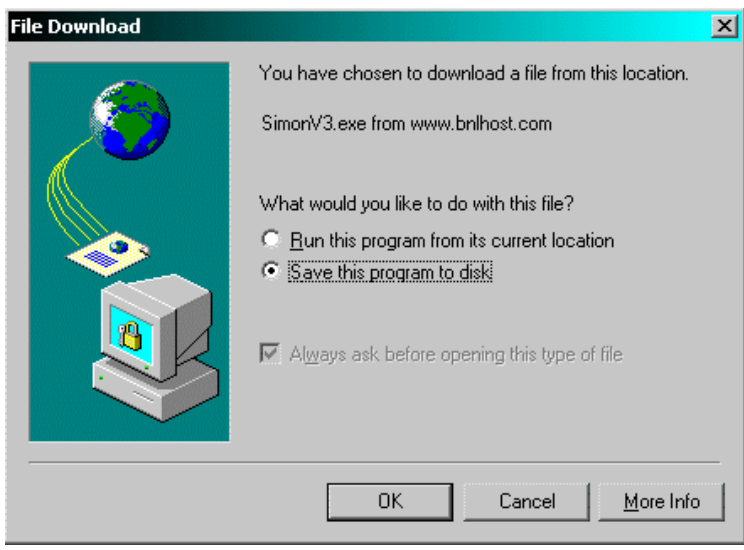 File Download
You have chosen to download a file from this location.
SimonV3.exe from www.bnlhost.com
What would you like to do with this file?
Run this program from its current location
Save this program to disk
Always ask before opening this type of file
OK
Cancel
More Info